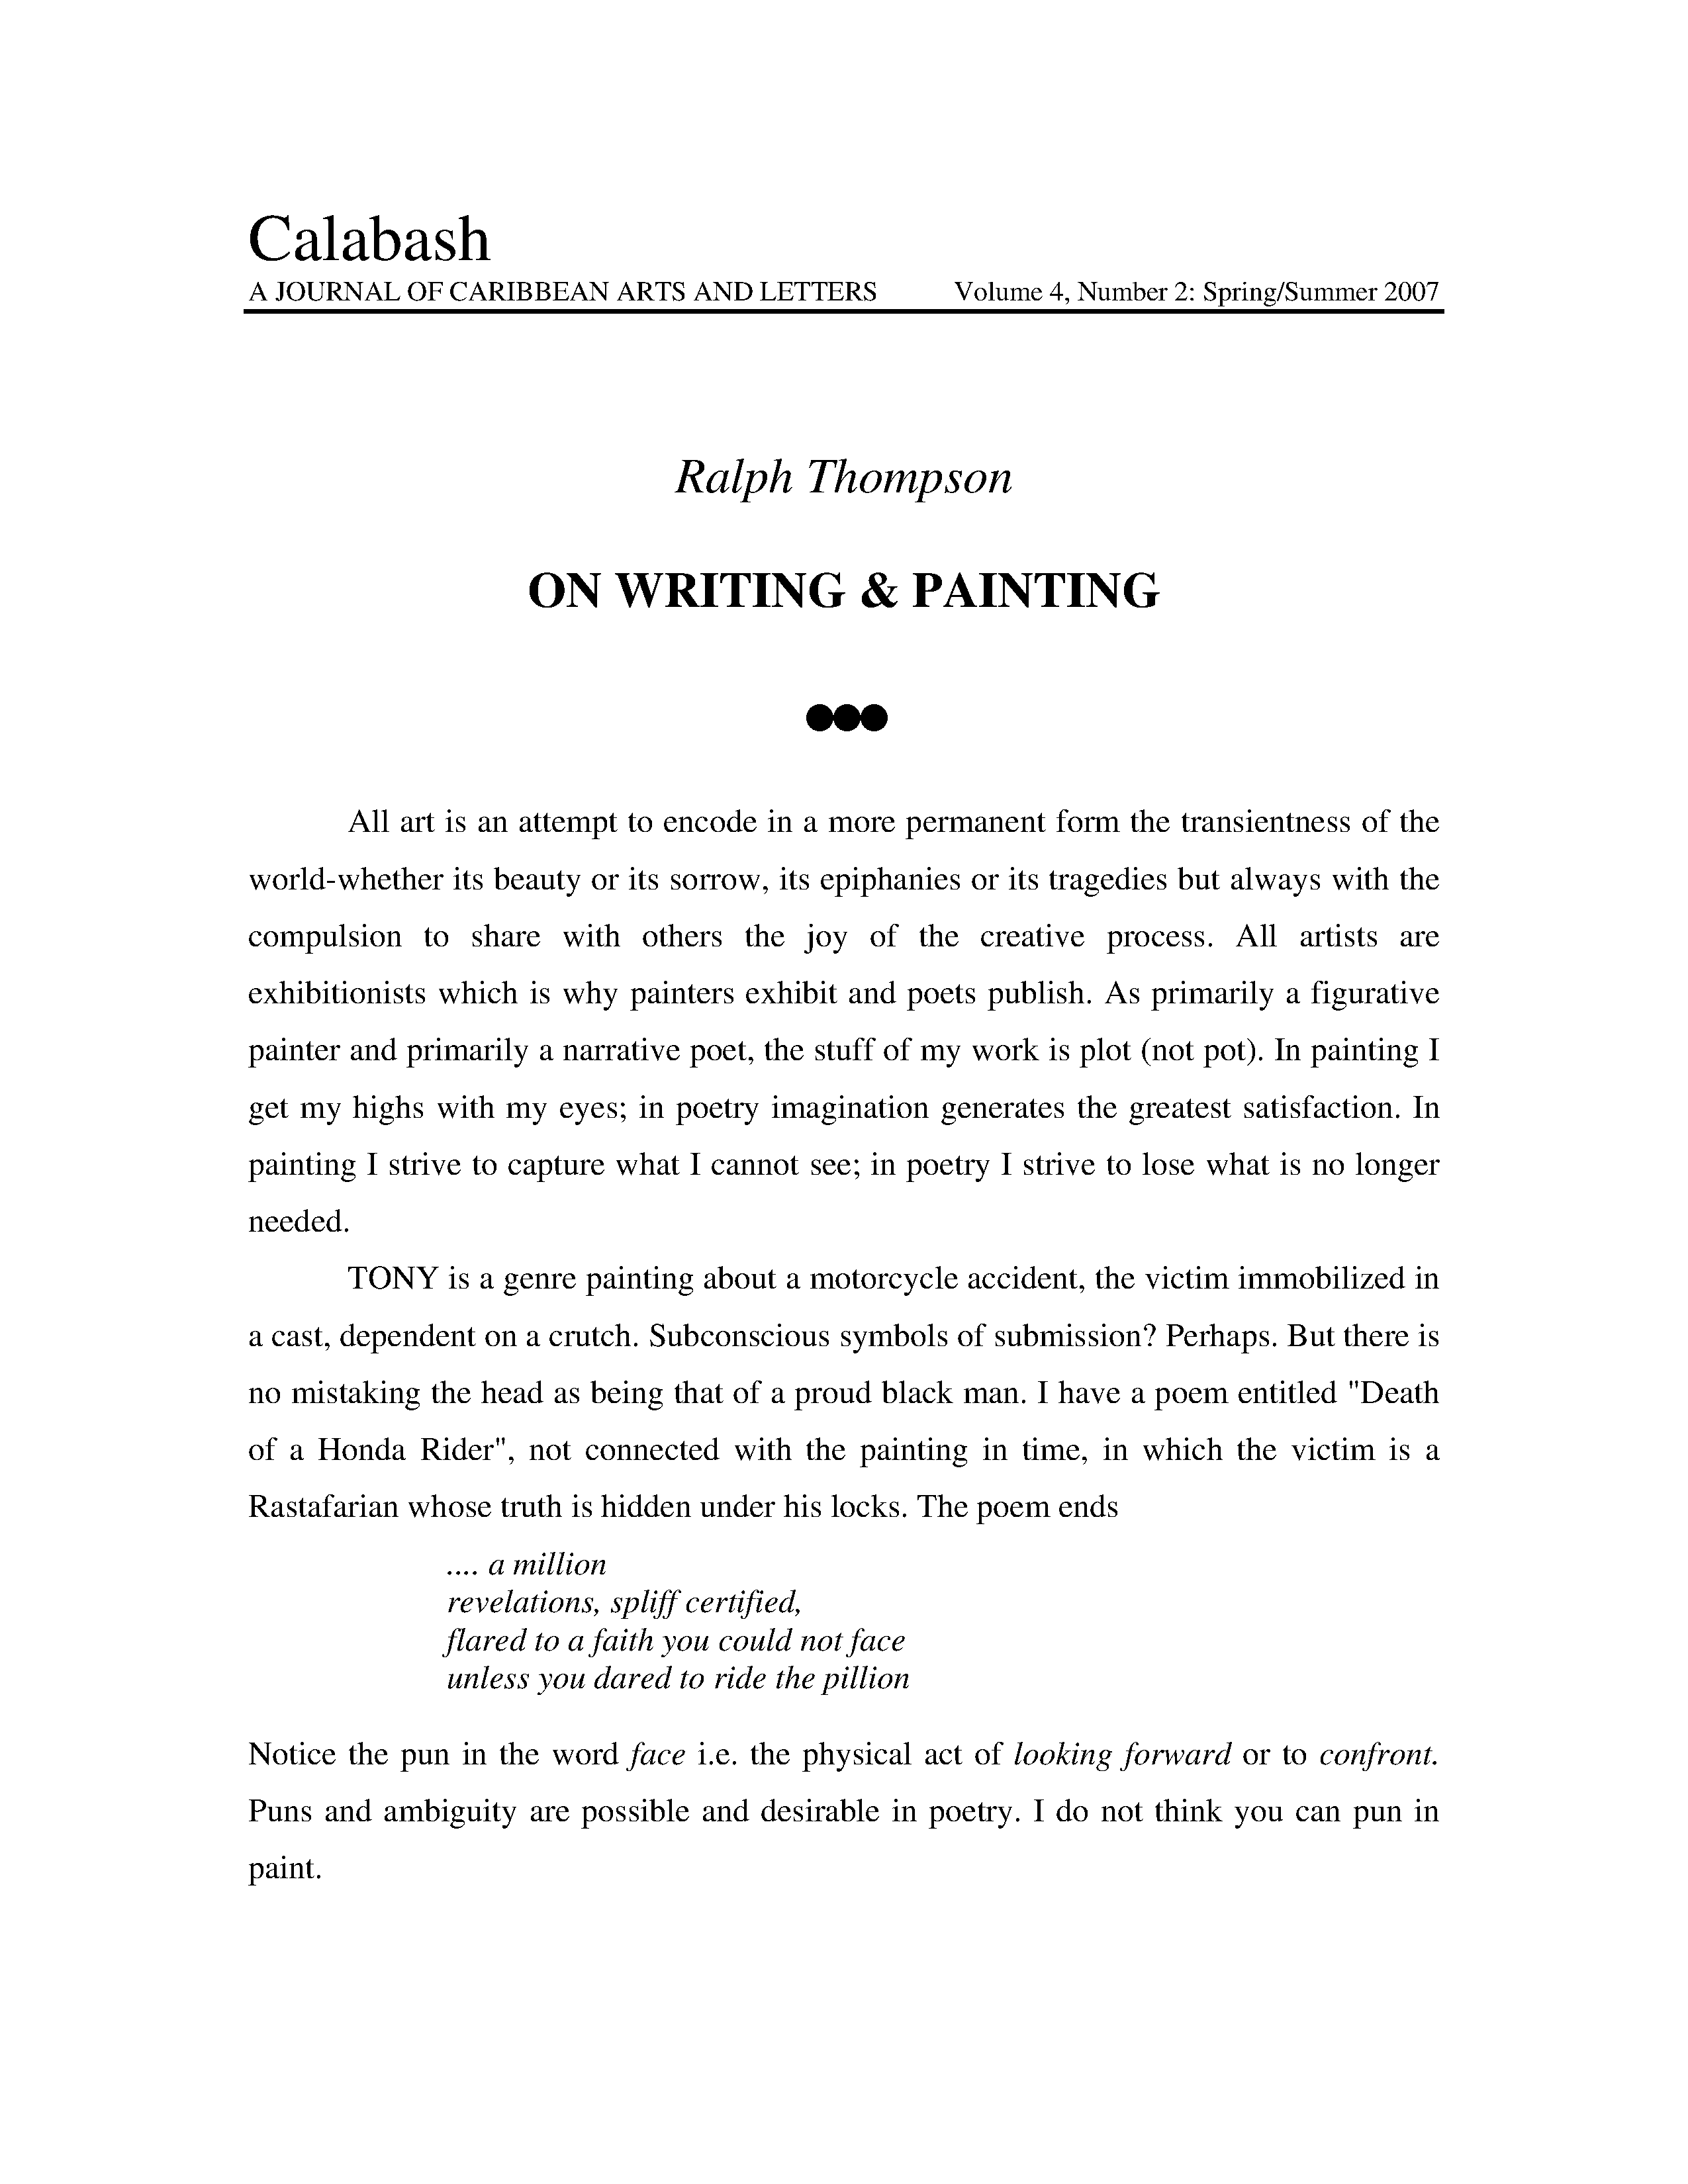 Calabash
A JOURNAL OF CARIBBEAN ARTS AND LETTERS Volume 4, Number 2: Spring/Summer 2007
Ralph Thompson
ON WRITING & PAINTING
●●●
All art is an attempt to encode in a more permanent form the transientness of the
world-whether its beauty or its sorrow, its epiphanies or its tragedies but always with the
compulsion to share with others the joy of the creative process. All artists are
exhibitionists which is why painters exhibit and poets publish. As primarily a figurative
painter and primarily a narrative poet, the stuff of my work is plot (not pot). In painting I
get my highs with my eyes; in poetry imagination generates the greatest satisfaction. In
painting I strive to capture what I cannot see; in poetry I strive to lose what is no longer
needed.
TONY is a genre painting about a motorcycle accident, the victim immobilized in
a cast, dependent on a crutch. Subconscious symbols of submission? Perhaps. But there is
no mistaking the head as being that of a proud black man. I have a poem entitled "Death
of a Honda Rider", not connected with the painting in time, in which the victim is a
Rastafarian whose truth is hidden under his locks. The poem ends
.... a million
revelations, spliff certified,
flared to a faith you could not face
unless you dared to ride the pillion
Notice the pun in the word face i.e. the physical act of looking forward or to confront.
Puns and ambiguity are possible and desirable in poetry. I do not think you can pun in
paint.